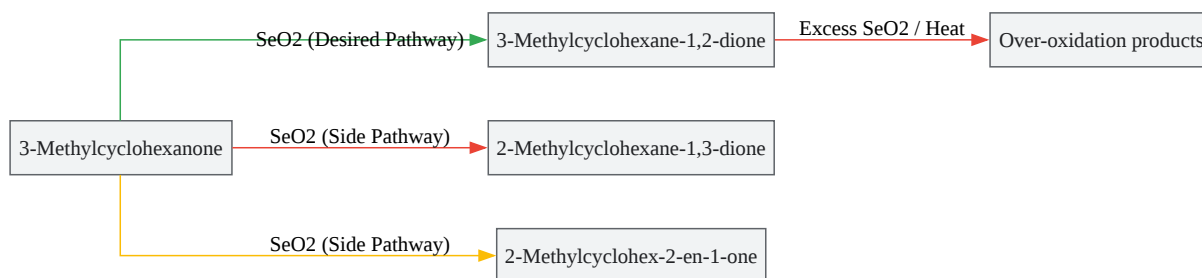 SeO2 (Desired Pathway)
3-Methylcyclohexane-1,2-dione
Excess SeO2 / Heat
Over-oxidation products
3-Methylcyclohexanone
SeO2 (Side Pathway)
2-Methylcyclohexane-1,3-dione
SeO2 (Side Pathway)
2-Methylcyclohex-2-en-1-one